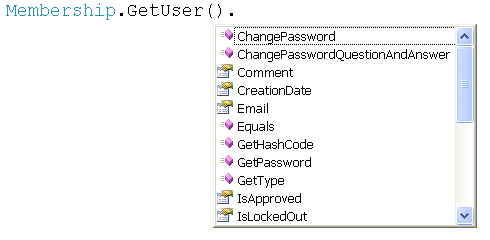 Membership.GetUser().
ChangePassword
ChangePasswordQuestionAndAnswer
Comment
CreationDate
Email
Equals
GetHashCode
GetPassword
GetType
IsApproved
IsLockedOut